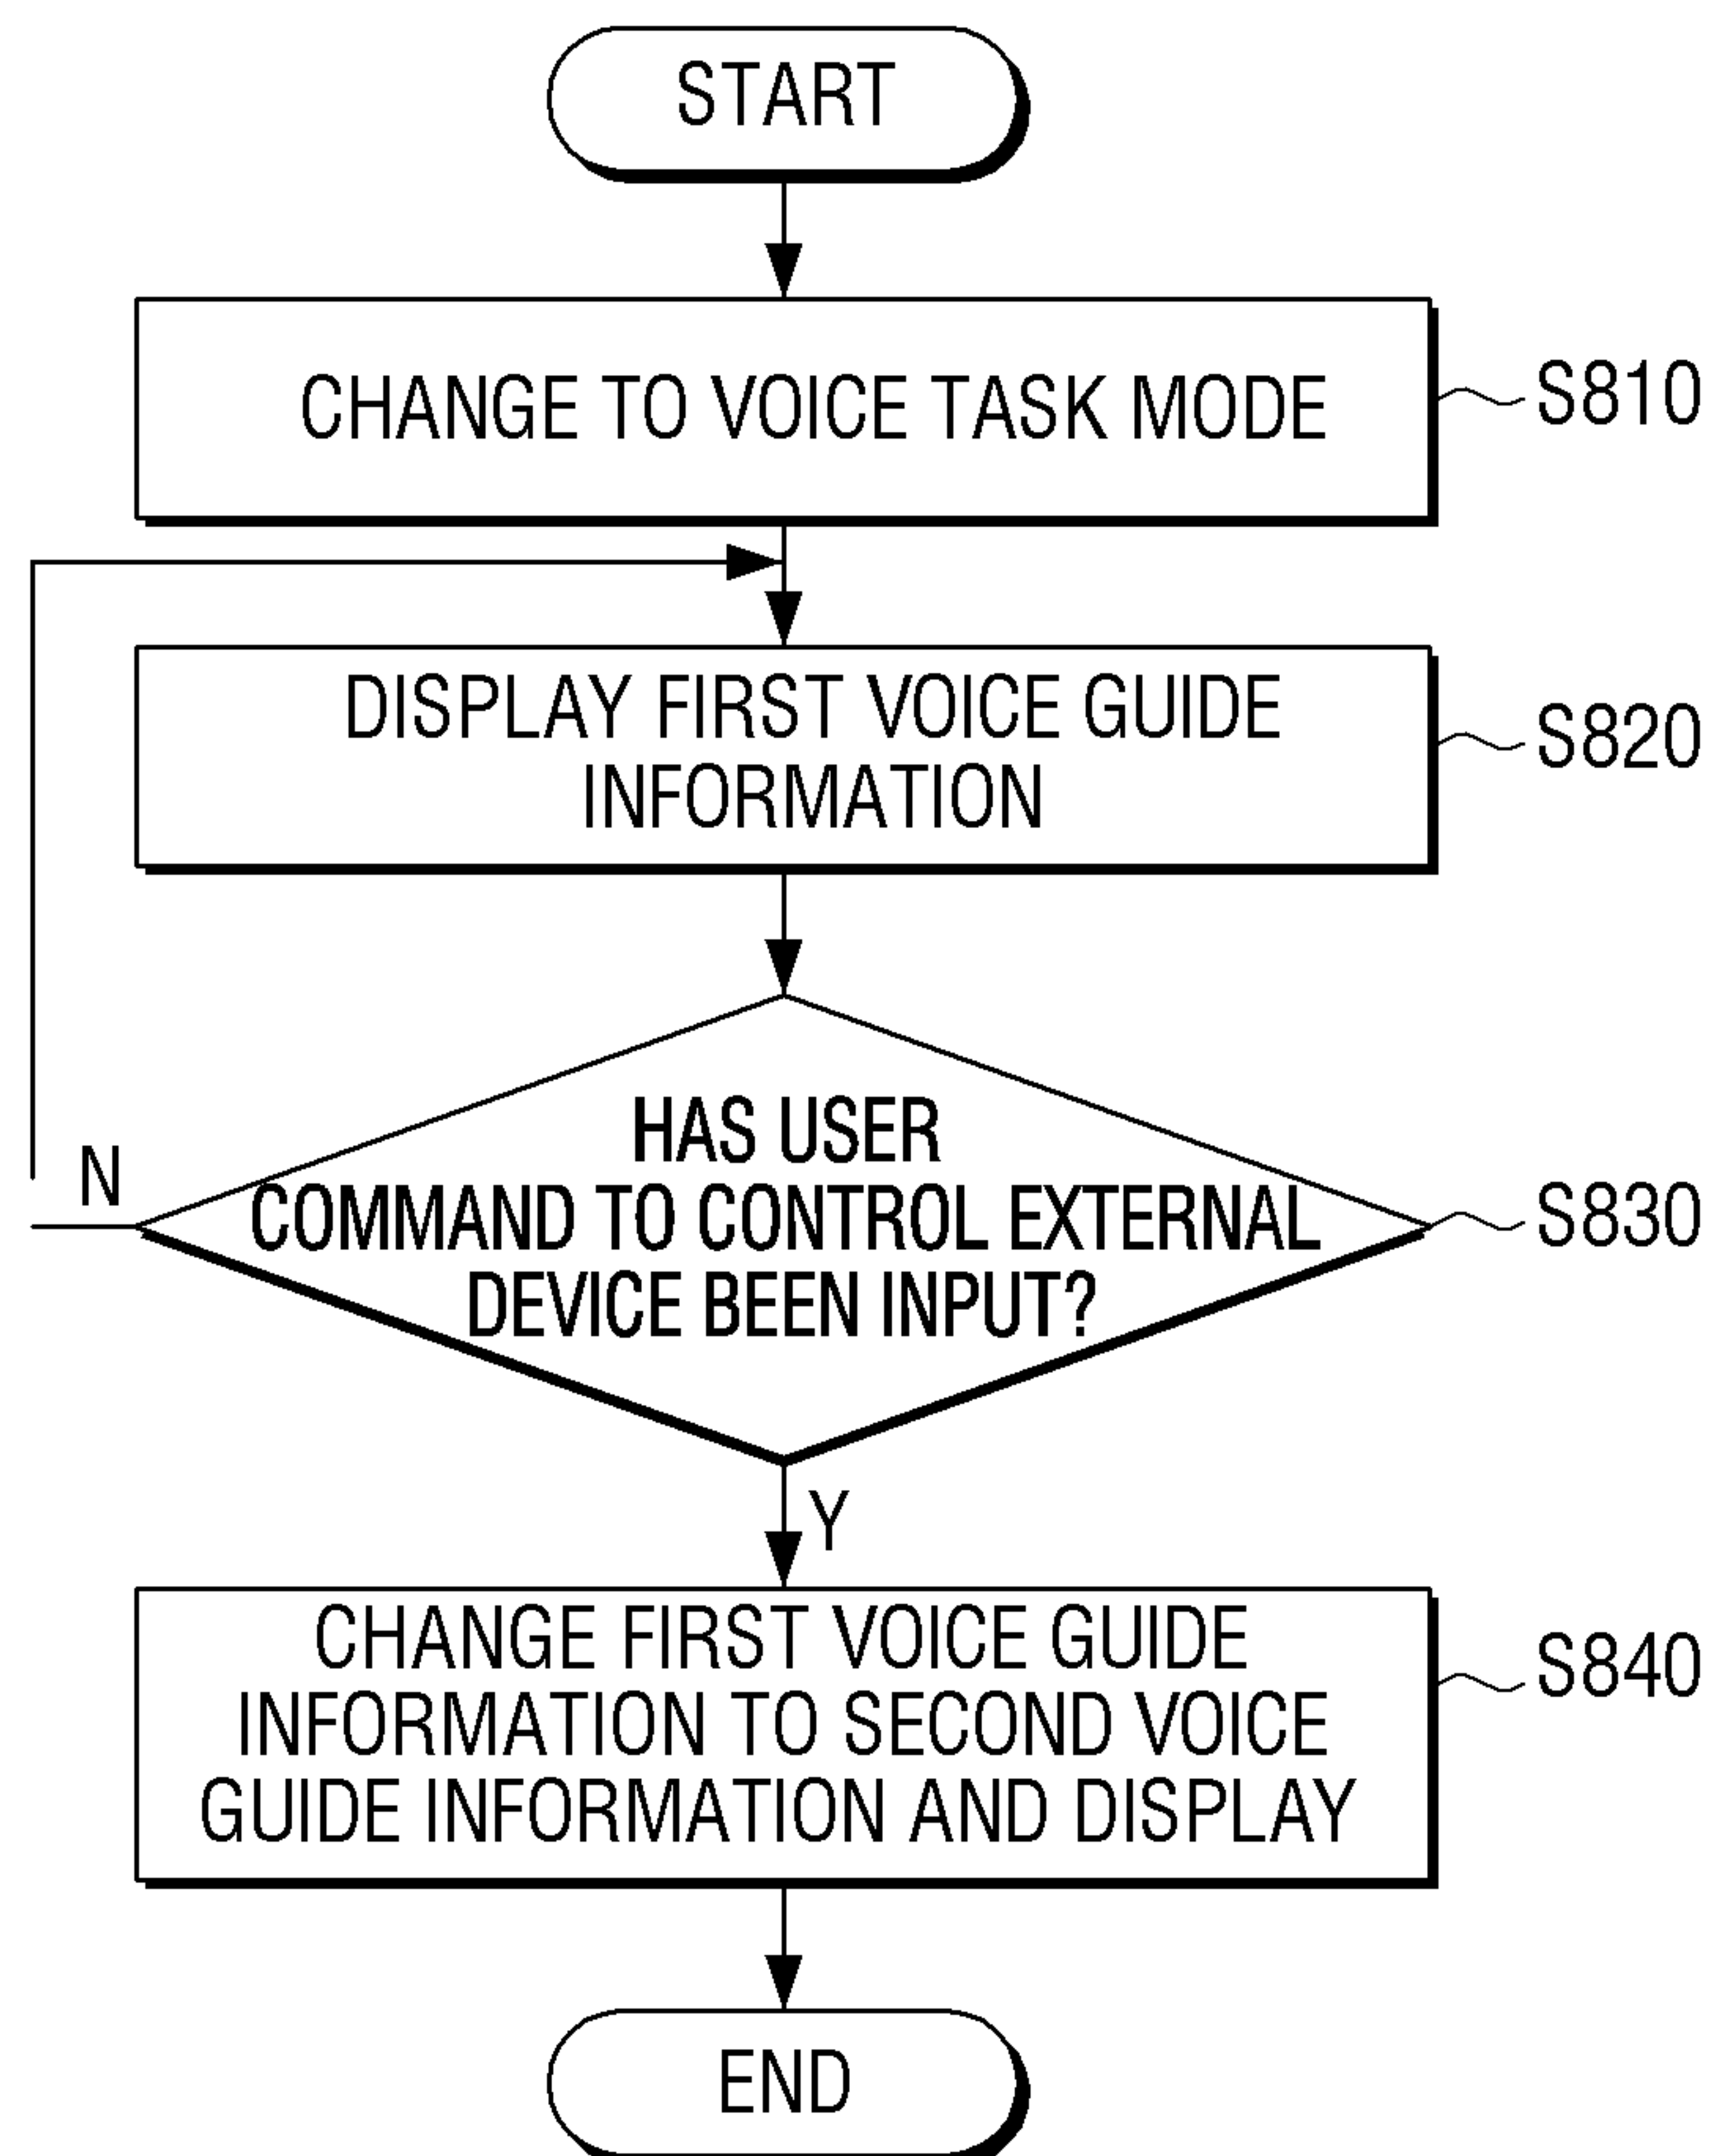 START
CHANGE TO VOICE TASK MODE
S810
DISPLAY FIRST VOICE GUIDE
INFORMATION
S820
HAS USER
COMMAND TO CONTROL EXTERNAL
DEVICE BEEN INPUT?
S830
N
Y
CHANGE FIRST VOICE GUIDE
INFORMATION TO SECOND VOICE
GUIDE INFORMATION AND DISPLAY
S840
END